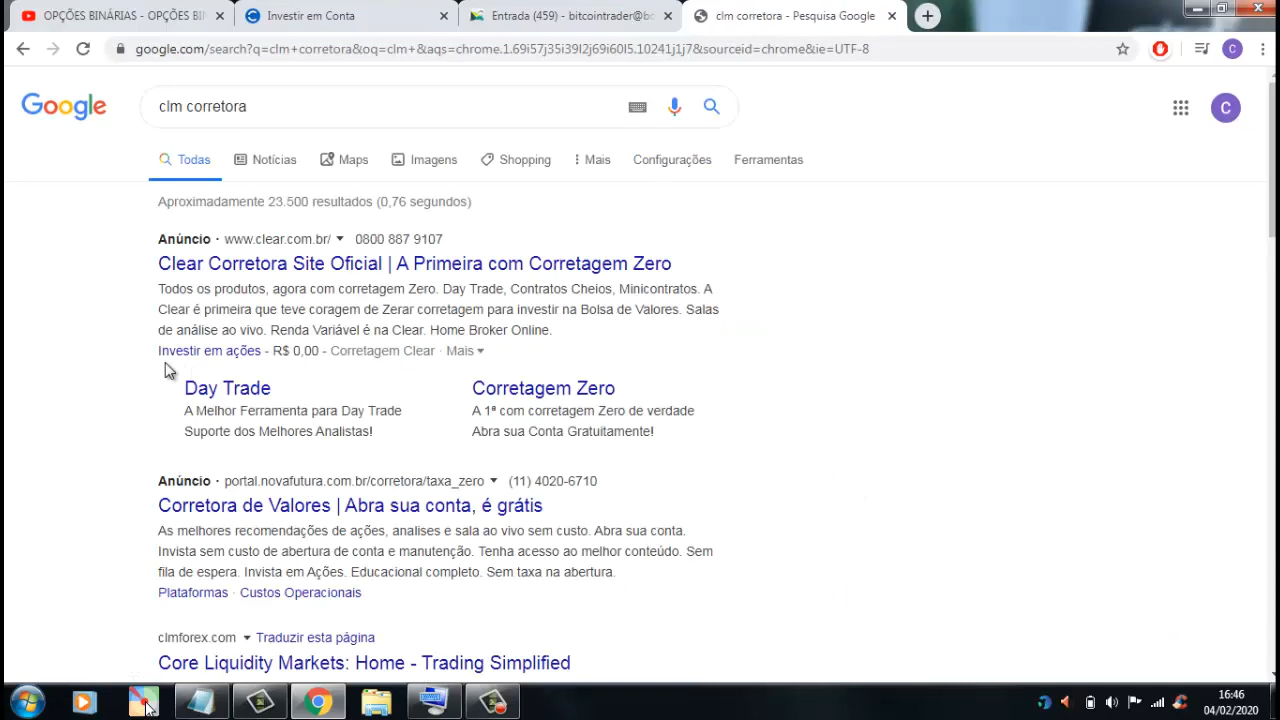 OPÇÕES BINÁRIAS - OPÇÕES BI
Investir em Conta
Entrada (459) - bitcointrader@bo
clm corretora - Pesquisa Google
google.com/search?q=clm+corretora&oq=clm+&aqs=chrome.1.69i57j35i39l2j69i60l5.10241j1j7&sourceid=chrome&ie=UTF-8
C
Google
clm corretora
C
Todas
Notícias
Maps
Imagens
Shopping
Mais
Configurações
Ferramentas
Aproximadamente 23.500 resultados (0,76 segundos)
Anúncio · www.clear.com.br/ 0800 887 9107
Clear Corretora Site Oficial | A Primeira com Corretagem Zero
Todos os produtos, agora com corretagem Zero. Day Trade, Contratos Cheios, Minicontratos. A
Clear é primeira que teve coragem de Zerar corretagem para investir na Bolsa de Valores. Salas
de análise ao vivo. Renda Variável é na Clear. Home Broker Online.
Investir em ações - R$ 0,00 - Corretagem Clear · Mais
Day Trade
A Melhor Ferramenta para Day Trade
Suporte dos Melhores Analistas!
Corretagem Zero
A 1ª com corretagem Zero de verdade
Abra sua Conta Gratuitamente!
Anúncio · portal.novafutura.com.br/corretora/taxa_zero (11) 4020-6710
Corretora de Valores | Abra sua conta, é grátis
As melhores recomendações de ações, analises e sala ao vivo sem custo. Abra sua conta.
Invista sem custo de abertura de conta e manutenção. Tenha acesso ao melhor conteúdo. Sem
fila de espera. Invista em Ações. Educacional completo. Sem taxa na abertura.
Plataformas · Custos Operacionais
clmforex.com Traduzir esta página
Core Liquidity Markets: Home - Trading Simplified
16:46
04/02/2020